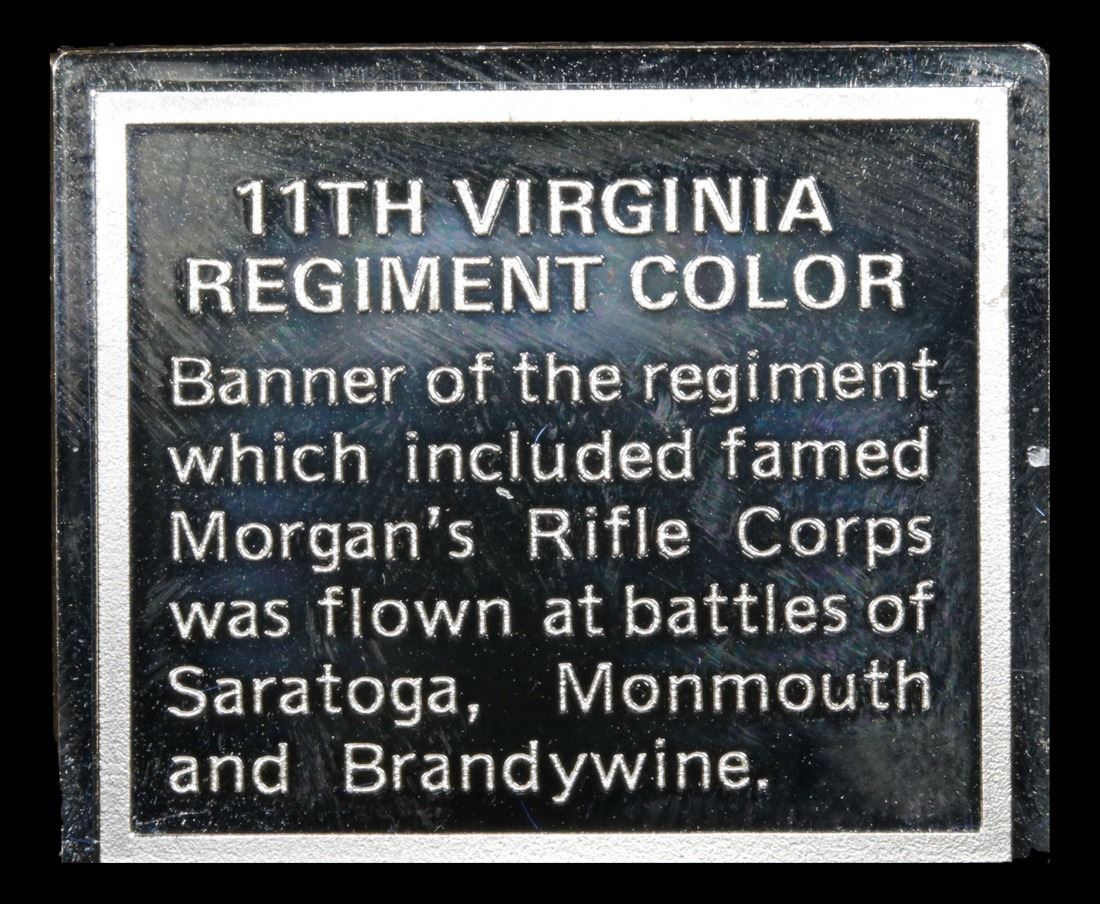 11TH VIRGINIA
REGIMENT COLOR
Banner of the regiment
which included famed
Morgan's Rifle Corps
was flown at battles of
Saratoga, Monmouth
and Brandywine.